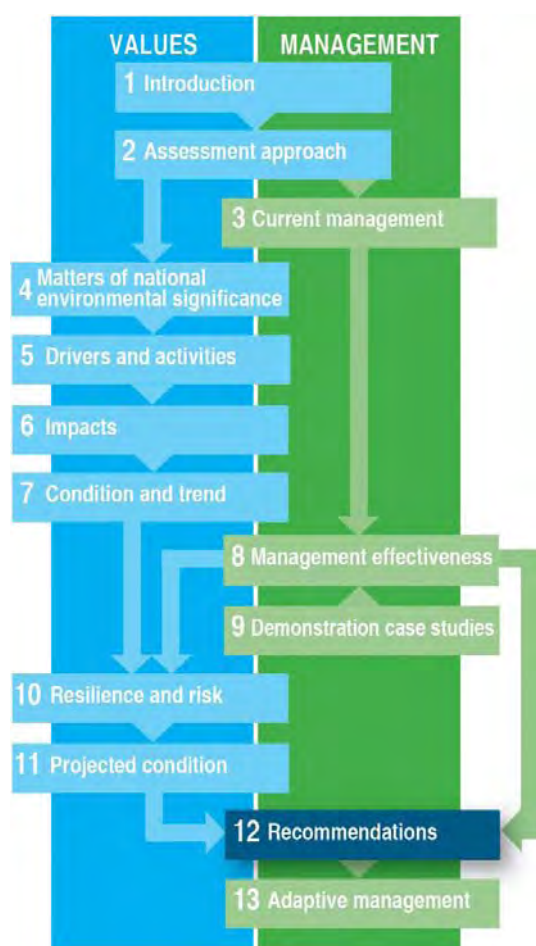 VALUES MANAGEMENT
1 Introduction
2 Assessment approach
3 Current management
4 Matters of national
environmental significance
5 Drivers and activities
6 Impacts
7 Condition and trend
8 Management effectiveness
9 Demonstration case studies
10 Resilience and risk
11 Projected condition
12 Recommendations
13 Adaptive management